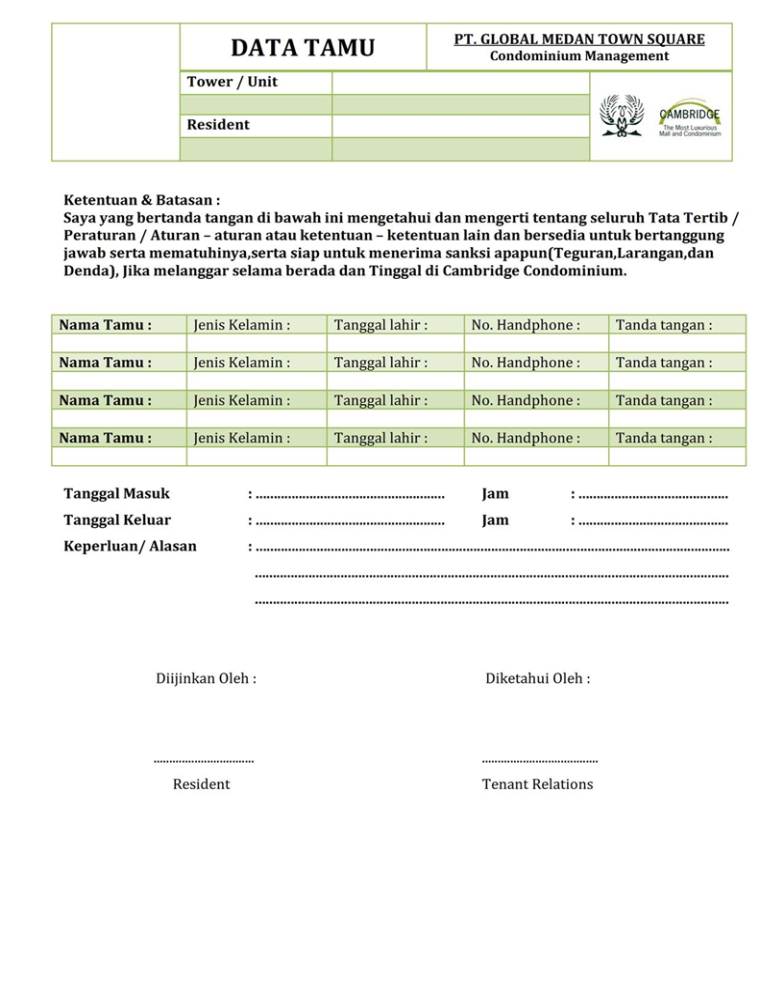 DATA TAMU
PT. GLOBAL MEDAN TOWN SQUARE
Condominium Management
Tower / Unit
Resident
CAMBRIDGE
The Most Luxurious
Mall and Condominium
Ketentuan & Batasan :
Saya yang bertanda tangan di bawah ini mengetahui dan mengerti tentang seluruh Tata Tertib /
Peraturan / Aturan – aturan atau ketentuan – ketentuan lain dan bersedia untuk bertanggung
jawab serta mematuhinya,serta siap untuk menerima sanksi apapun(Teguran,Larangan,dan
Denda), Jika melanggar selama berada dan Tinggal di Cambridge Condominium.
Nama Tamu : Jenis Kelamin : Tanggal lahir : No. Handphone : Tanda tangan :
Nama Tamu : Jenis Kelamin : Tanggal lahir : No. Handphone : Tanda tangan :
Nama Tamu : Jenis Kelamin : Tanggal lahir : No. Handphone : Tanda tangan :
Nama Tamu : Jenis Kelamin : Tanggal lahir : No. Handphone : Tanda tangan :
Tanggal Masuk : ..................................................... Jam : ..........................................
Tanggal Keluar : ..................................................... Jam : ..........................................
Keperluan/ Alasan : .....................................................................................................................................
.....................................................................................................................................
.....................................................................................................................................
Diijinkan Oleh : Diketahui Oleh :
................................ .....................................
Resident Tenant Relations